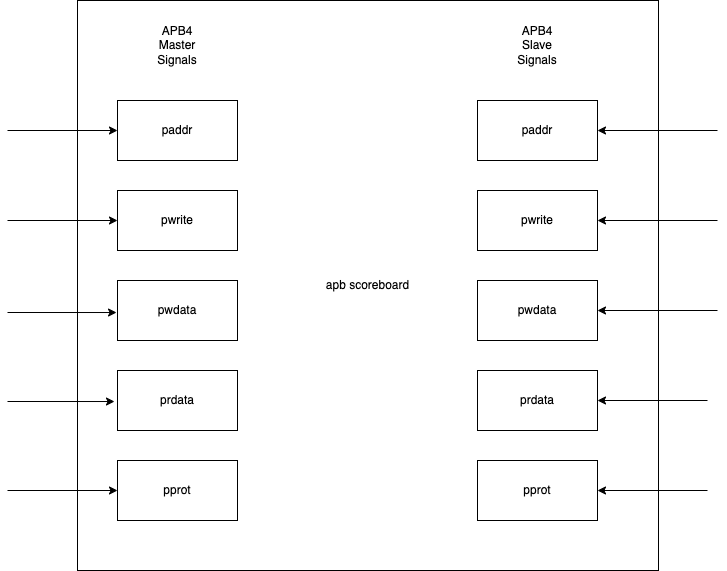 APB4
Master
Signals
APB4
Slave
Signals
paddr
paddr
pwrite
pwrite
apb scoreboard
pwdata
pwdata
prdata
prdata
pprot
pprot